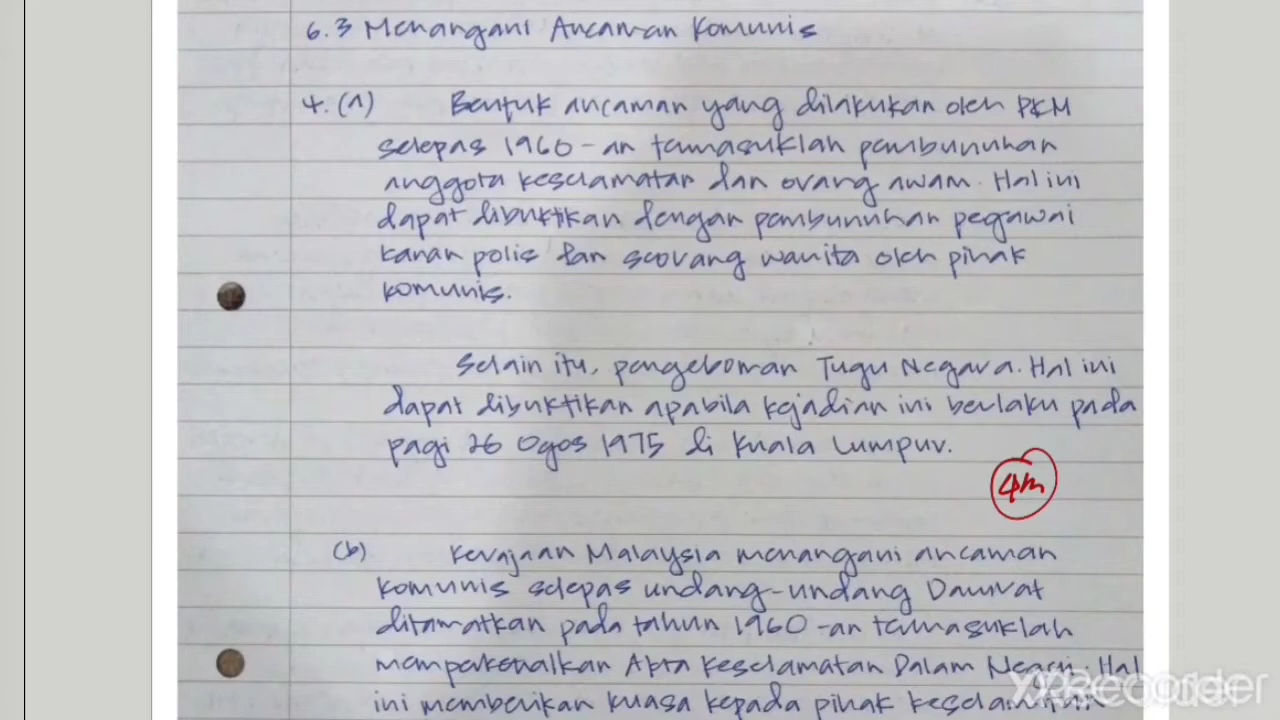 6.3 Menangani Ancaman Komunis
4. (a) Bentuk ancaman yang dilakukan oleh PKM
selepas 1960-an termasuklah pembunuhan
anggota keselamatan dan orang awam. Hal ini
dapat dibuktikan dengan pembunuhan pegawai
kanan polis dan seorang wanita oleh pihak
komunis.
Selain itu, pengeboman Tugu Negara. Hal ini
dapat dibuktikan apabila kejadian ini berlaku pada
pagi 26 Ogos 1975 di Kuala Lumpur.
4m
(b) Kerajaan Malaysia menangani ancaman
komunis selepas undang-undang Darurat
ditamatkan pada tahun 1960-an termasuklah
memperkenalkan Akta Keselamatan Dalam Negeri. Hal
ini memberikan kuasa kepada pihak keselamatan
XRecorder